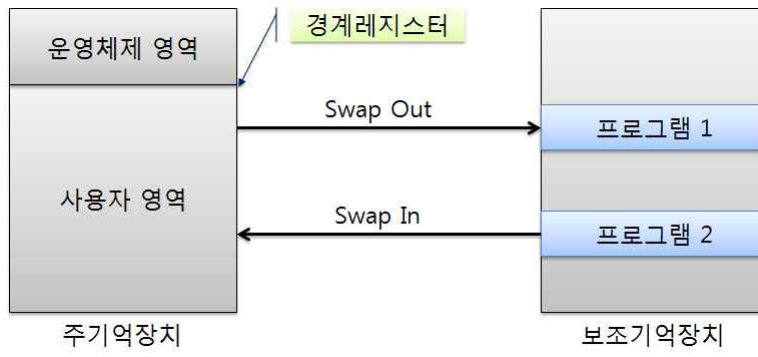 경계레지스터
운영체제 영역
Swap Out
프로그램 1
사용자 영역
Swap In
프로그램 2
주기억장치
보조기억장치